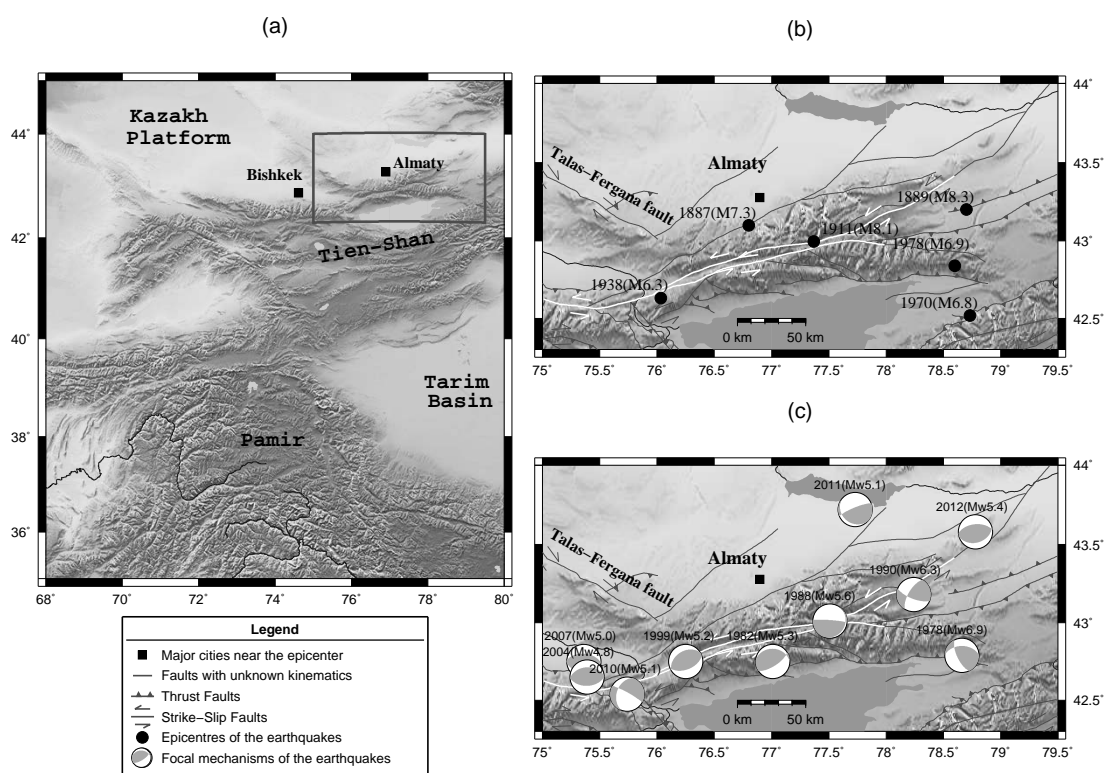 (a)
Kazakh
Platform
Bishkek
Almaty
Tien−Shan
Tarim
Basin
Pamir
44˚
42˚
40˚
38˚
36˚
68˚ 70˚ 72˚ 74˚ 76˚ 78˚ 80˚
Legend
Major cities near the epicenter
Faults with unknown kinematics
Thrust Faults
Strike−Slip Faults
Epicentres of the earthquakes
Focal mechanisms of the earthquakes
(b)
44˚
43.5˚
43˚
42.5˚
Talas−Fergana fault
Almaty
1887(M7.3)
1889(M8.3)
1911(M8.1)
1978(M6.9)
1938(M6.3)
1970(M6.8)
0 km 50 km
75˚ 75.5˚ 76˚ 76.5˚ 77˚ 77.5˚ 78˚ 78.5˚ 79˚ 79.5˚
(c)
44˚
43.5˚
43˚
42.5˚
2011(Mw5.1)
2012(Mw5.4)
Talas−Fergana fault
Almaty
1990(Mw6.3)
1988(Mw5.6)
2007(Mw5.0)
1999(Mw5.2)
1982(Mw5.3)
1978(Mw6.9)
2004(Mw4.8)
2010(Mw5.1)
0 km 50 km
75˚ 75.5˚ 76˚ 76.5˚ 77˚ 77.5˚ 78˚ 78.5˚ 79˚ 79.5˚